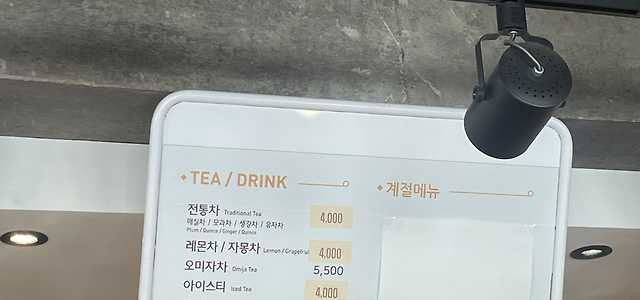 TEA / DRINK
계절메뉴
전통차 Traditional Tea 4,000
매실차 / 모과차 / 생강차 / 유자차
Plum / Quince / Ginger / Quince
레몬차 / 자몽차 Lemon / Grapefruit 4,000
오미자차 Omija Tea 5,500
아이스티 Iced Tea 4,000